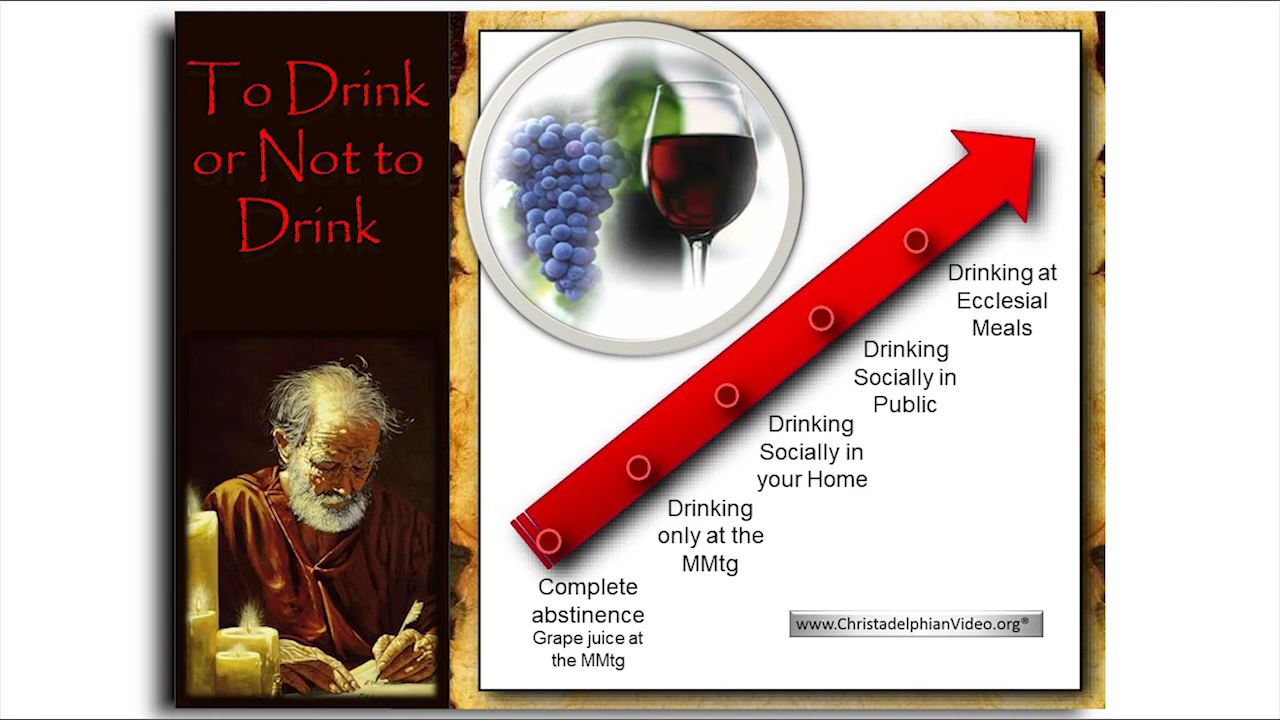 To Drink
or Not to
Drink
Drinking at
Ecclesial
Meals
Drinking
Socially in
Public
Drinking
Socially in
your Home
Drinking
only at the
MMtg
Complete
abstinence
Grape juice at
the MMtg
www.ChristadelphianVideo.org®